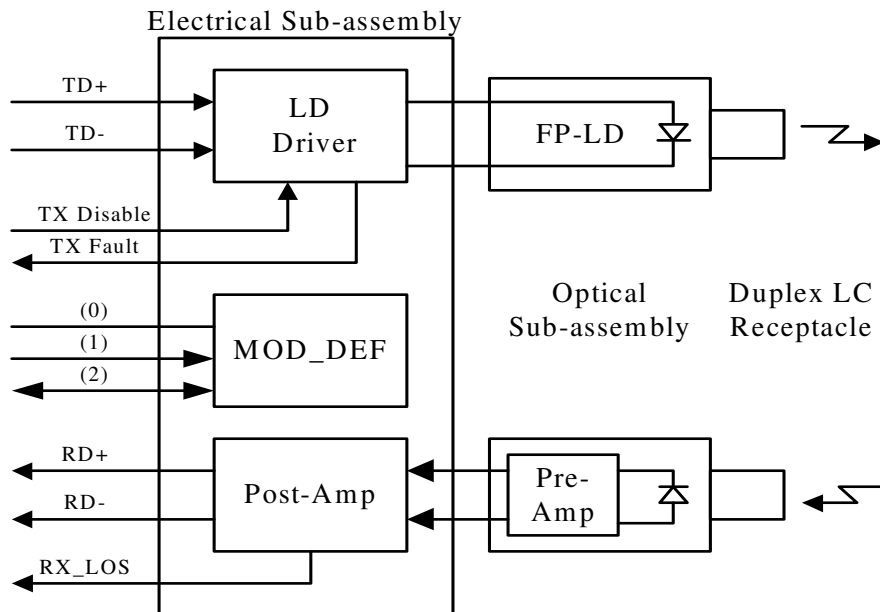 Electrical Sub-assembly
TD+
TD-
LD
Driver
FP-LD
TX Disable
TX Fault
(0)
(1)
(2)
MOD_DEF
Optical
Sub-assembly
Duplex LC
Receptacle
RD+
RD-
Post-Amp
Pre-
Amp
RX_LOS